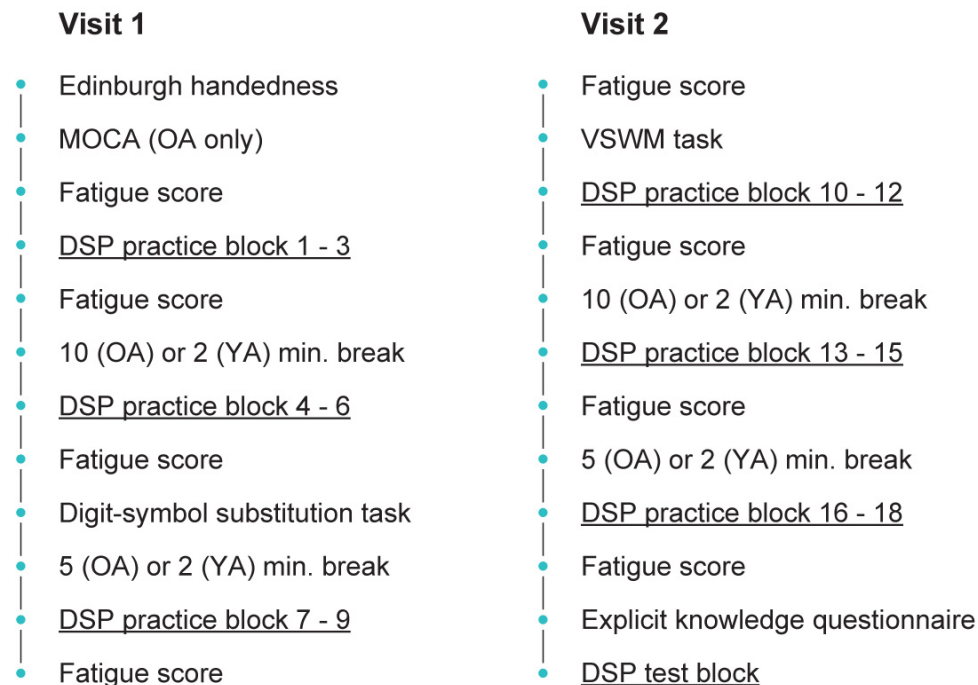 Visit 1
Edinburgh handedness
MOCA (OA only)
Fatigue score
DSP practice block 1 - 3
Fatigue score
10 (OA) or 2 (YA) min. break
DSP practice block 4 - 6
Fatigue score
Digit-symbol substitution task
5 (OA) or 2 (YA) min. break
DSP practice block 7 - 9
Fatigue score
Visit 2
Fatigue score
VSWM task
DSP practice block 10 - 12
Fatigue score
10 (OA) or 2 (YA) min. break
DSP practice block 13 - 15
Fatigue score
5 (OA) or 2 (YA) min. break
DSP practice block 16 - 18
Fatigue score
Explicit knowledge questionnaire
DSP test block